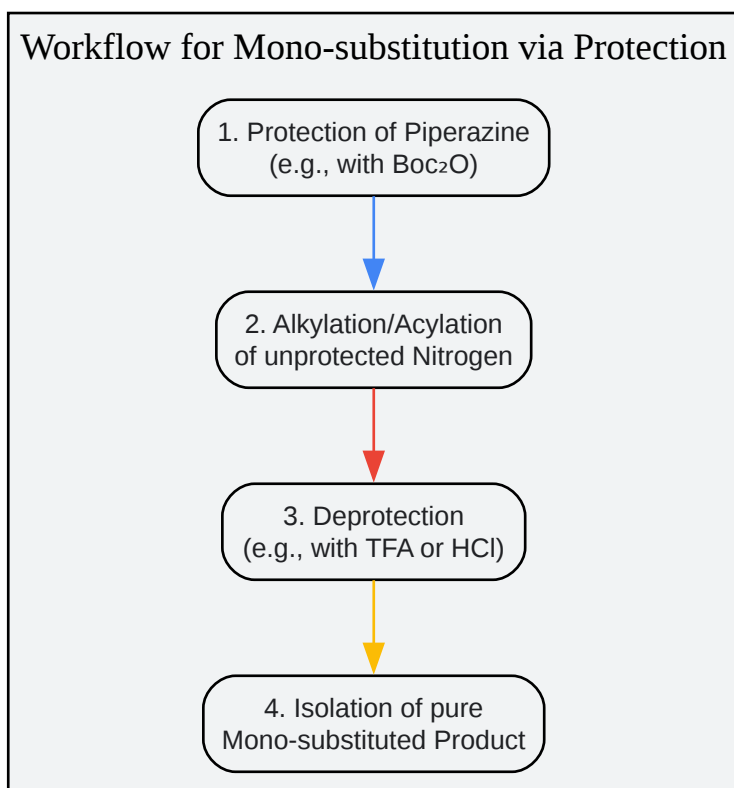 Workflow for Mono-substitution via Protection
1. Protection of Piperazine
(e.g., with Boc₂O)
2. Alkylation/Acylation
of unprotected Nitrogen
3. Deprotection
(e.g., with TFA or HCl)
4. Isolation of pure
Mono-substituted Product